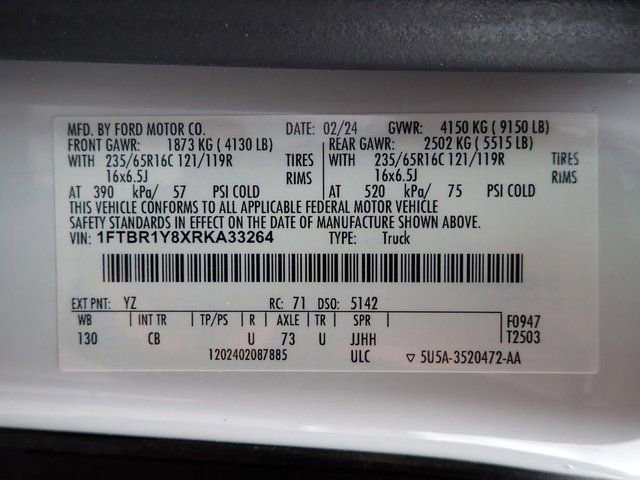 MFD. BY FORD MOTOR CO. DATE: 02/24 GVWR: 4150 KG ( 9150 LB)
FRONT GAWR: 1873 KG ( 4130 LB) REAR GAWR: 2502 KG ( 5515 LB)
WITH 235/65R16C 121/119R TIRES WITH 235/65R16C 121/119R TIRES
16x6.5J RIMS 16x6.5J RIMS
AT 390 kPa/ 57 PSI COLD AT 520 kPa/ 75 PSI COLD
THIS VEHICLE CONFORMS TO ALL APPLICABLE FEDERAL MOTOR VEHICLE
SAFETY STANDARDS IN EFFECT ON THE DATE OF MANUFACTURE SHOWN ABOVE.
VIN: 1FTBR1Y8XRKA33264 TYPE: Truck
EXT PNT: YZ RC: 71 DSO: 5142
WB | INT TR | TP/PS | R | AXLE | TR | SPR F0947
130 CB U 73 U JJHH T2503
1202402087885 ULC ▽ 5U5A-3520472-AA